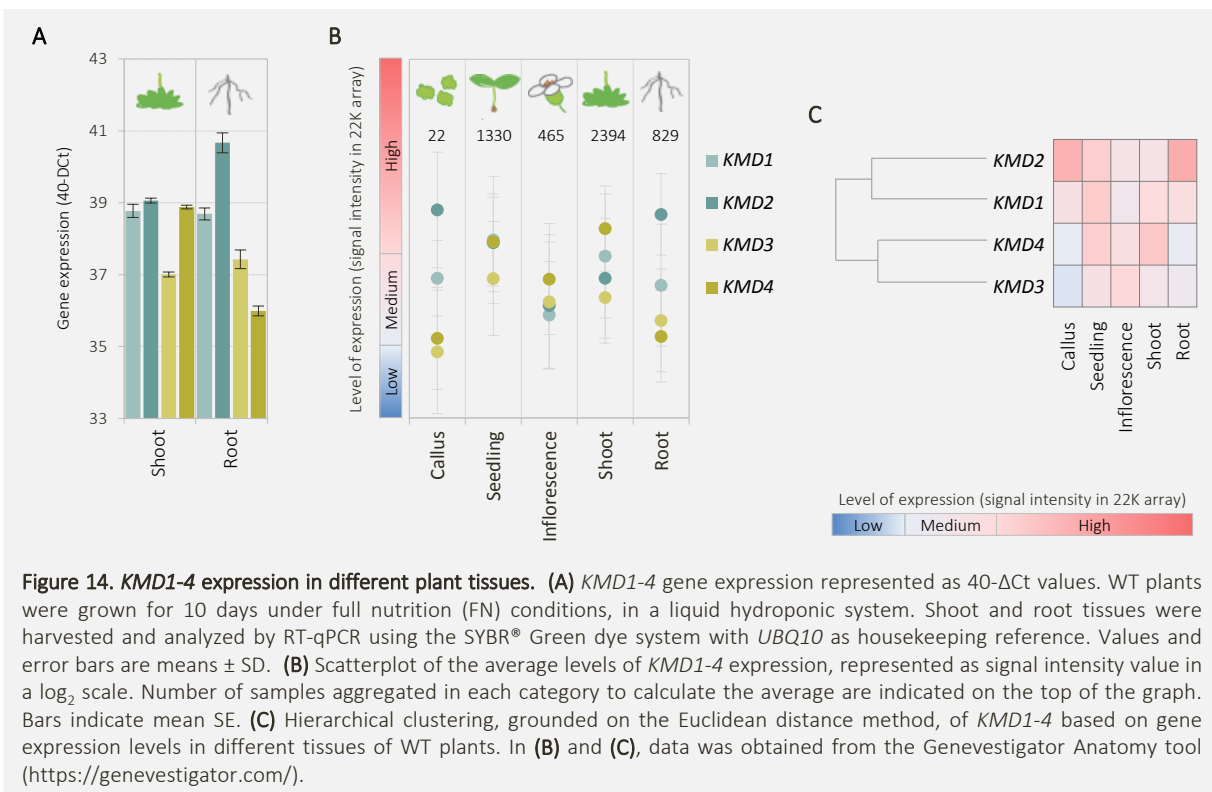 A
43
41
39
37
35
33
Gene expression (40-DCt)
Shoot
Root
B
Level of expression (signal intensity in 22K array)
High
Medium
Low
22
1330
465
2394
829
Callus
Seedling
Inflorescence
Shoot
Root
KMD1
KMD2
KMD3
KMD4
C
KMD2
KMD1
KMD4
KMD3
Callus
Seedling
Inflorescence
Shoot
Root
Level of expression (signal intensity in 22K array)
Low
Medium
High
Figure 14. KMD1-4 expression in different plant tissues. (A) KMD1-4 gene expression represented as 40-ΔCt values. WT plants
were grown for 10 days under full nutrition (FN) conditions, in a liquid hydroponic system. Shoot and root tissues were
harvested and analyzed by RT-qPCR using the SYBR® Green dye system with UBQ10 as housekeeping reference. Values and
error bars are means ± SD. (B) Scatterplot of the average levels of KMD1-4 expression, represented as signal intensity value in
a log2 scale. Number of samples aggregated in each category to calculate the average are indicated on the top of the graph.
Bars indicate mean SE. (C) Hierarchical clustering, grounded on the Euclidean distance method, of KMD1-4 based on gene
expression levels in different tissues of WT plants. In (B) and (C), data was obtained from the Genevestigator Anatomy tool
(https://genevestigator.com/).